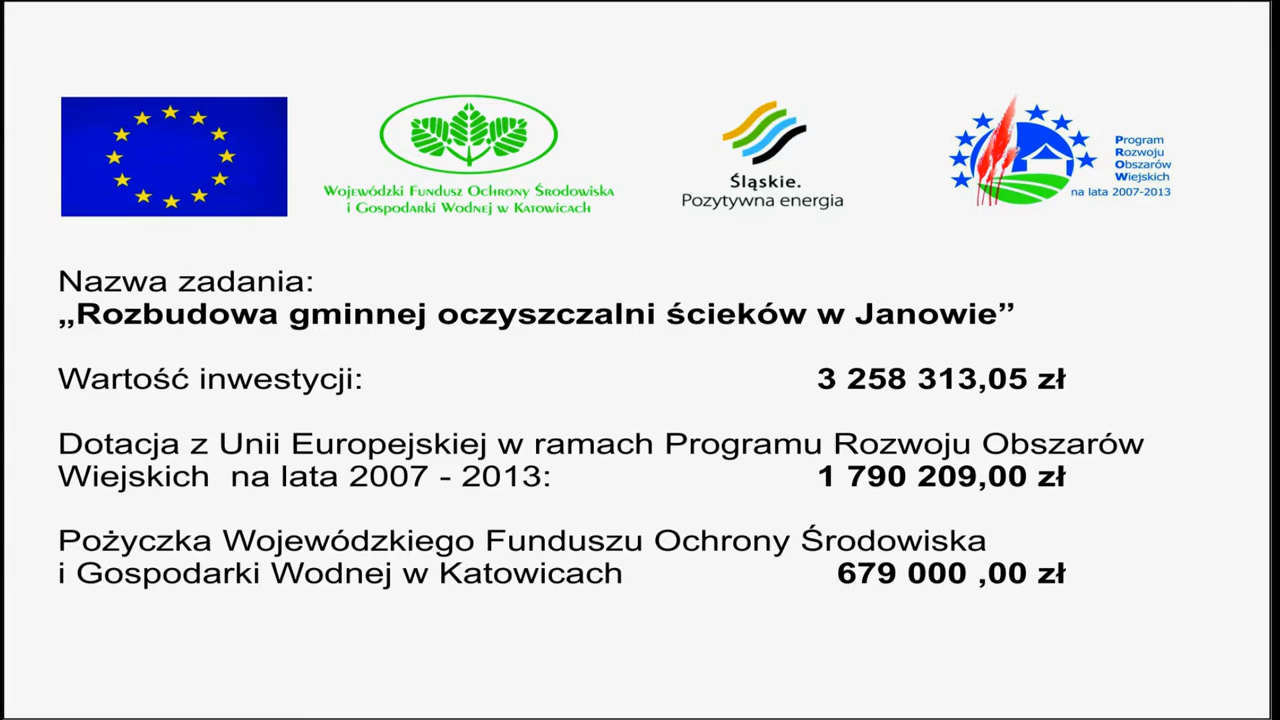 Wojewódzki Fundusz Ochrony Środowiska
i Gospodarki Wodnej w Katowicach
Śląskie.
Pozytywna energia
Program
Rozwoju
Obszarów
Wiejskich
na lata 2007-2013
Nazwa zadania:
„Rozbudowa gminnej oczyszczalni ścieków w Janowie”
Wartość inwestycji: 3 258 313,05 zł
Dotacja z Unii Europejskiej w ramach Programu Rozwoju Obszarów
Wiejskich na lata 2007 - 2013: 1 790 209,00 zł
Pożyczka Wojewódzkiego Funduszu Ochrony Środowiska
i Gospodarki Wodnej w Katowicach 679 000 ,00 zł